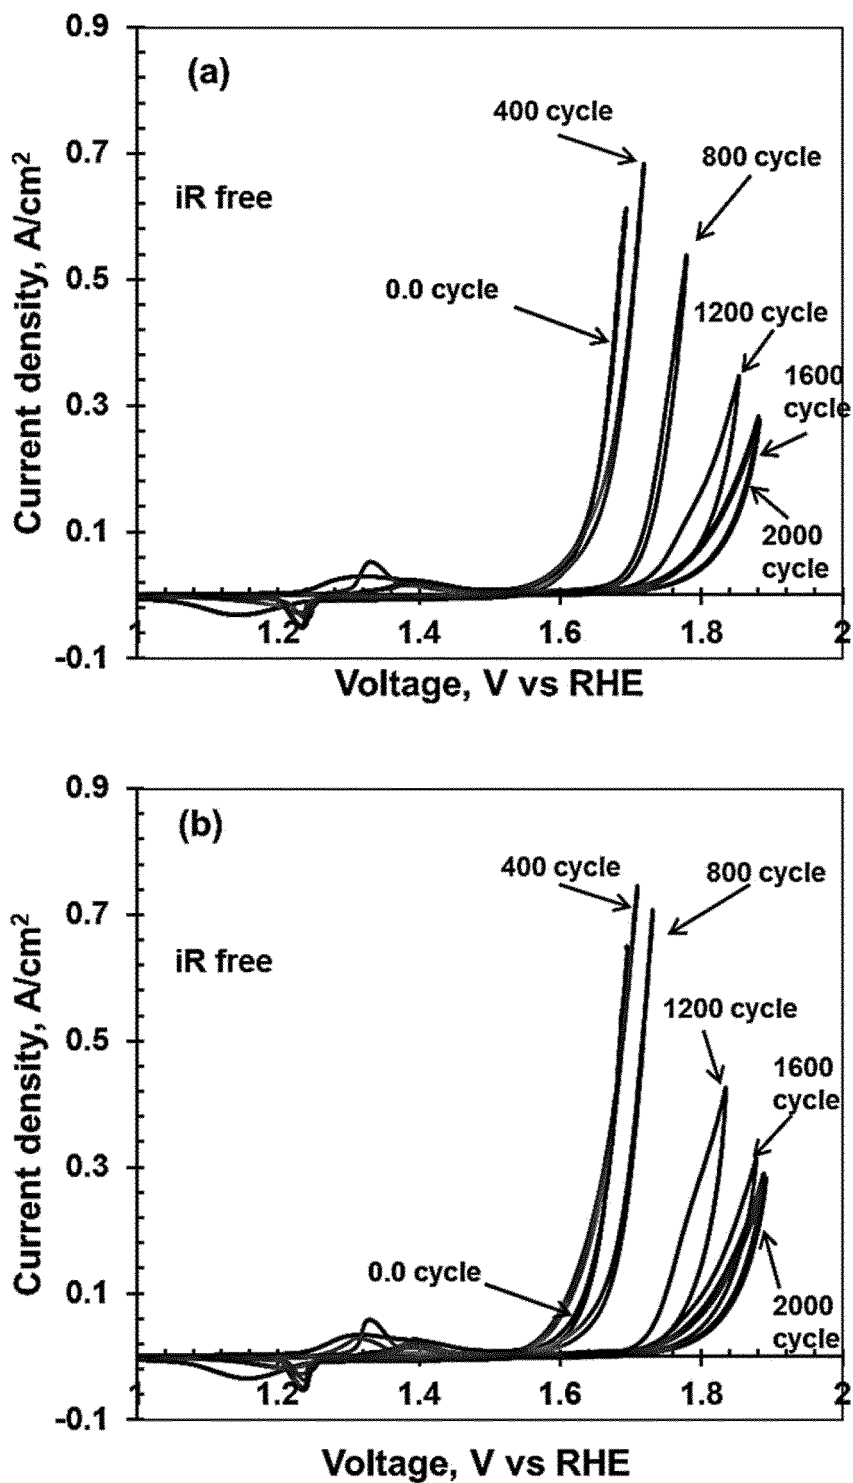 0.9
(a)
400 cycle
0.7
800 cycle
iR free
0.5
0.0 cycle
1200 cycle
1600
cycle
0.3
0.1
2000
cycle
-0.1
1
1.2
1.4
1.6
1.8
2
Current density, A/cm²
Voltage, V vs RHE
0.9
(b)
400 cycle
800 cycle
0.7
iR free
1200 cycle
0.5
1600
cycle
0.3
0.0 cycle
0.1
2000
cycle
-0.1
1
1.2
1.4
1.6
1.8
2
Current density, A/cm²
Voltage, V vs RHE